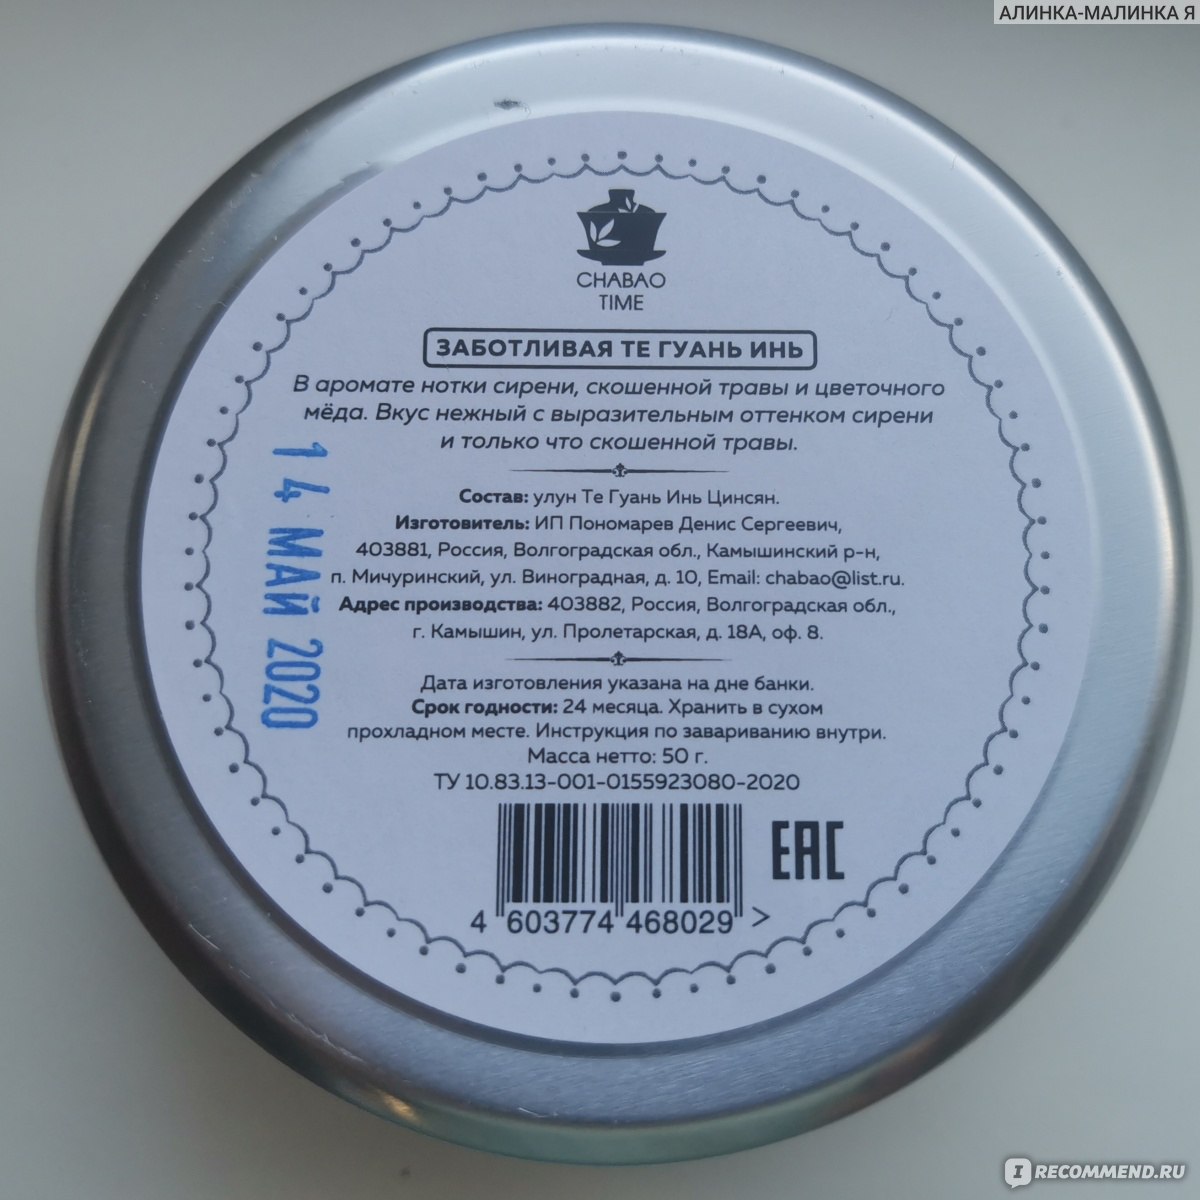 АЛИНКА-МАЛИНКА Я
CHABAO
TIME
ЗАБОТЛИВАЯ ТЕ ГУАНЬ ИНЬ
В аромате нотки сирени, скошенной травы и цветочного
мёда. Вкус нежный с выразительным оттенком сирени
и только что скошенной травы.
Состав: улун Те Гуань Инь Цинсян.
Изготовитель: ИП Пономарев Денис Сергеевич,
403881, Россия, Волгоградская обл., Камышинский р-н,
п. Мичуринский, ул. Виноградная, д. 10, Email: chabao@list.ru.
Адрес производства: 403882, Россия, Волгоградская обл.,
г. Камышин, ул. Пролетарская, д. 18А, оф. 8.
Дата изготовления указана на дне банки.
Срок годности: 24 месяца. Хранить в сухом
прохладном месте. Инструкция по завариванию внутри.
Масса нетто: 50 г.
ТУ 10.83.13-001-0155923080-2020
4 603774 468029 >
EAC
14 МАЙ 2020
I RECOMMEND.RU